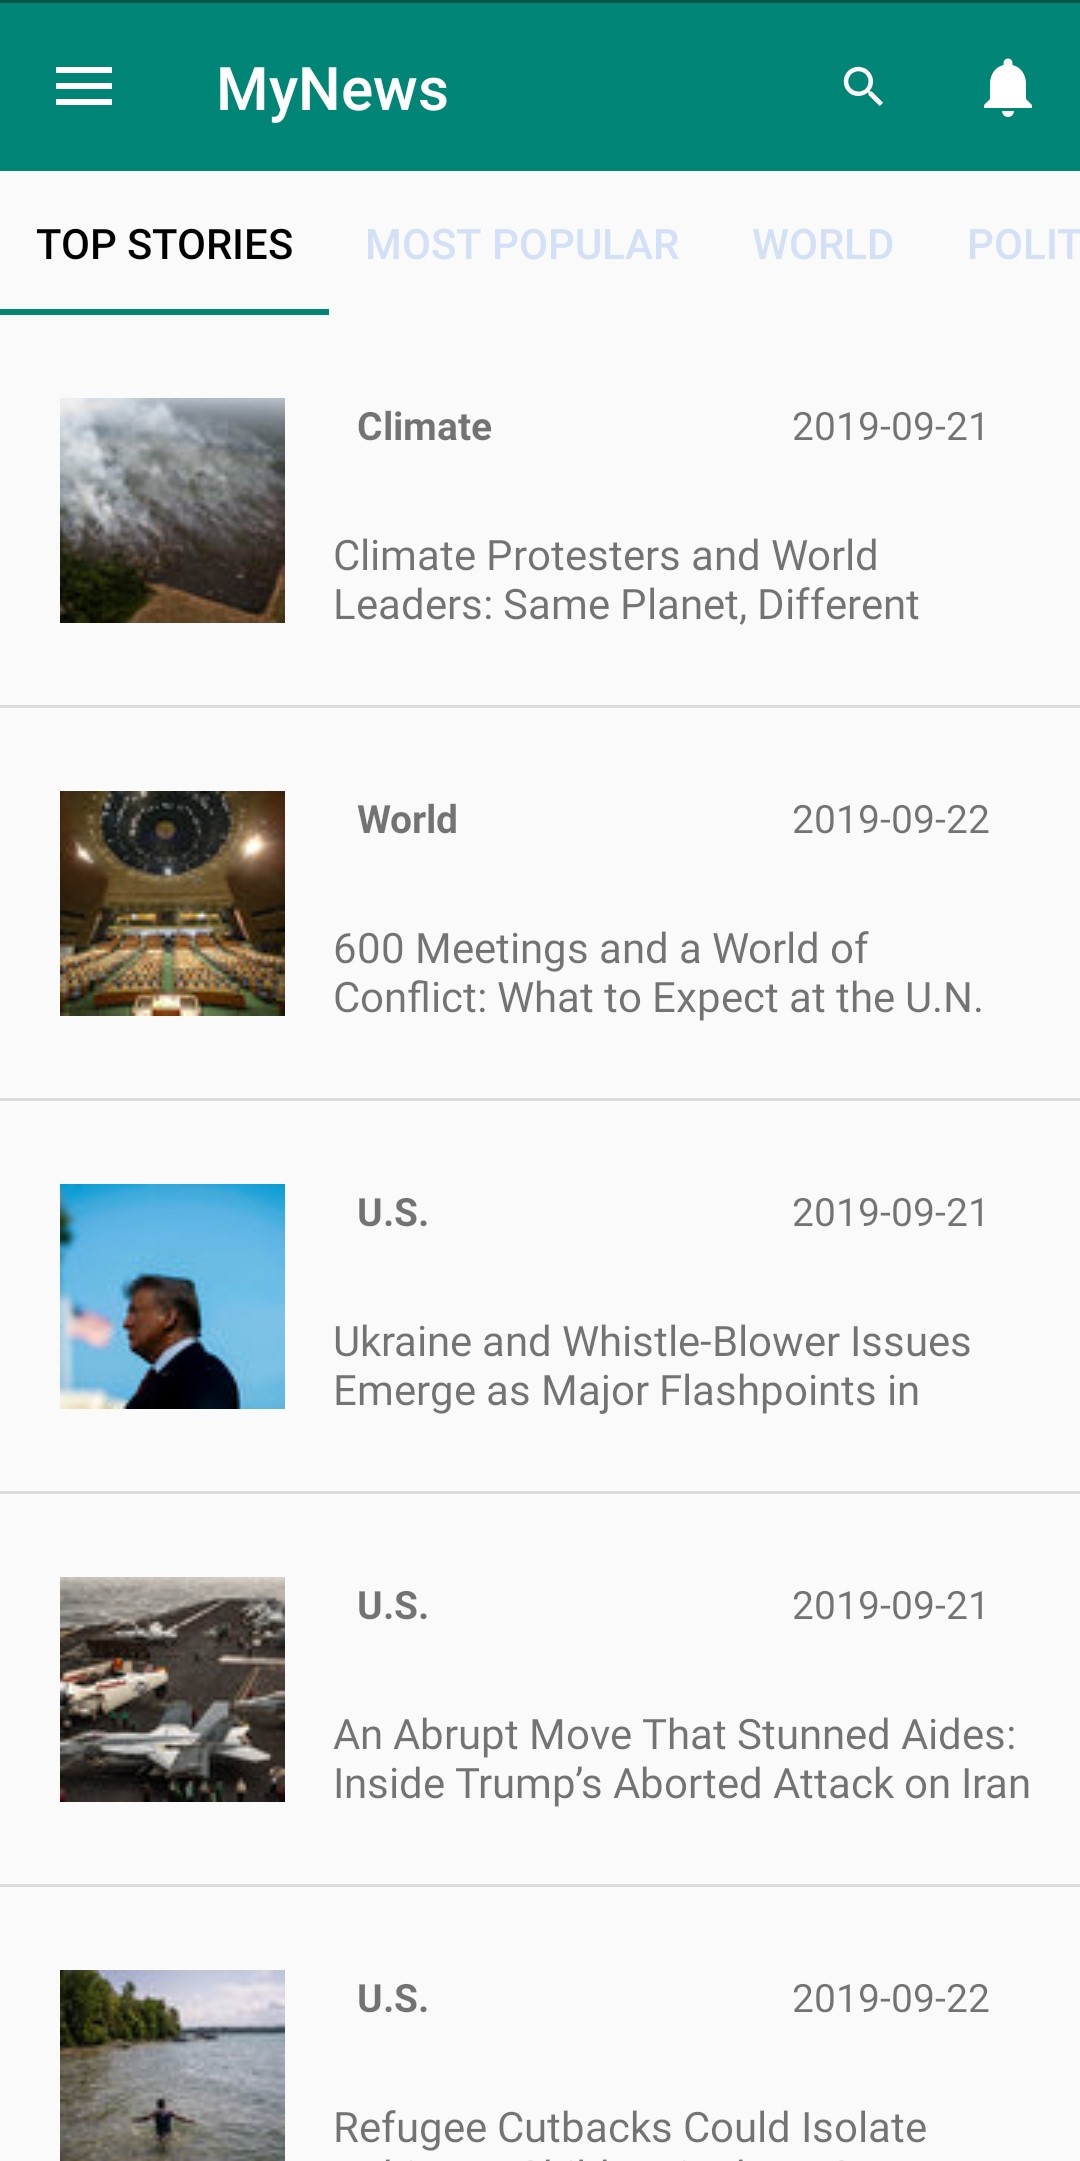 MyNews
TOP STORIES MOST POPULAR WORLD POLIT
Climate 2019-09-21
Climate Protesters and World
Leaders: Same Planet, Different
World 2019-09-22
600 Meetings and a World of
Conflict: What to Expect at the U.N.
U.S. 2019-09-21
Ukraine and Whistle-Blower Issues
Emerge as Major Flashpoints in
U.S. 2019-09-21
An Abrupt Move That Stunned Aides:
Inside Trump’s Aborted Attack on Iran
U.S. 2019-09-22
Refugee Cutbacks Could Isolate